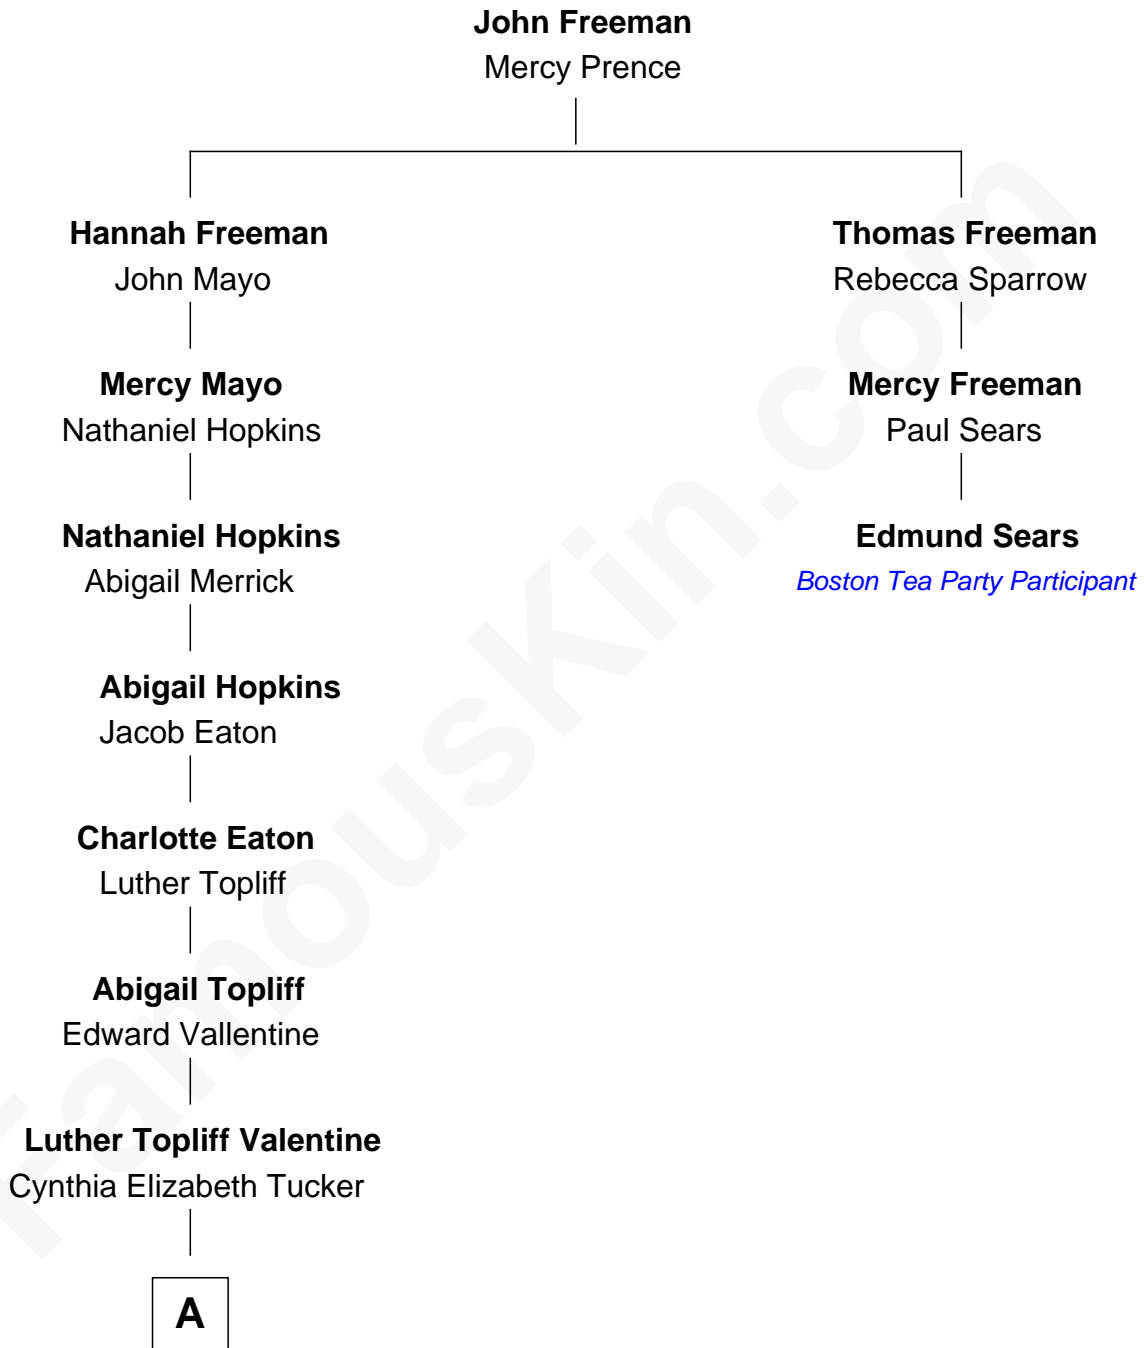 John Freeman
Mercy Prence
Hannah Freeman
John Mayo
Thomas Freeman
Rebecca Sparrow
Mercy Mayo
Nathaniel Hopkins
Mercy Freeman
Paul Sears
Nathaniel Hopkins
Abigail Merrick
Edmund Sears
Boston Tea Party Participant
Abigail Hopkins
Jacob Eaton
Charlotte Eaton
Luther Topliff
Abigail Topliff
Edward Vallentine
Luther Topliff Valentine
Cynthia Elizabeth Tucker
A
FamousKin.com